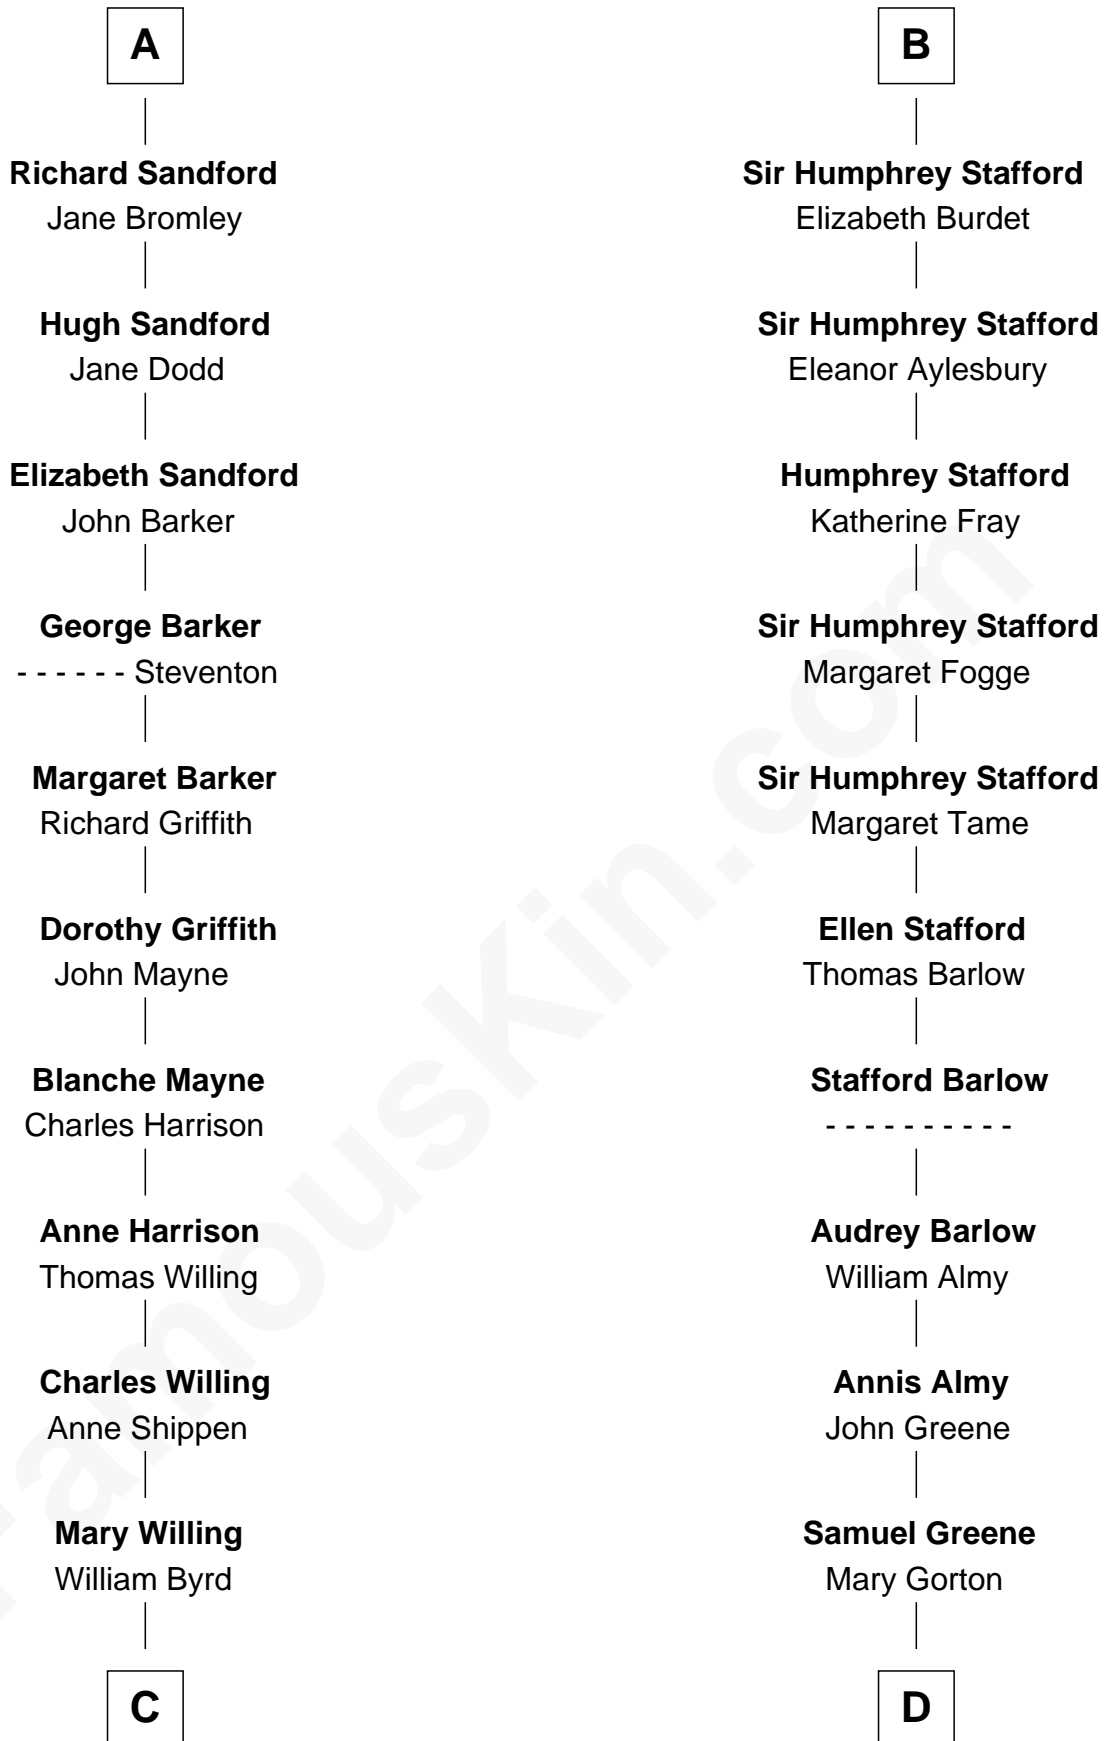 A
Richard Sandford
Jane Bromley
Hugh Sandford
Jane Dodd
Elizabeth Sandford
John Barker
George Barker
- - - - - - Steventon
Margaret Barker
Richard Griffith
Dorothy Griffith
John Mayne
Blanche Mayne
Charles Harrison
Anne Harrison
Thomas Willing
Charles Willing
Anne Shippen
Mary Willing
William Byrd
C
B
Sir Humphrey Stafford
Elizabeth Burdet
Sir Humphrey Stafford
Eleanor Aylesbury
Humphrey Stafford
Katherine Fray
Sir Humphrey Stafford
Margaret Fogge
Sir Humphrey Stafford
Margaret Tame
Ellen Stafford
Thomas Barlow
Stafford Barlow
- - - - - - - - - -
Audrey Barlow
William Almy
Annis Almy
John Greene
Samuel Greene
Mary Gorton
D
FamousKin.com